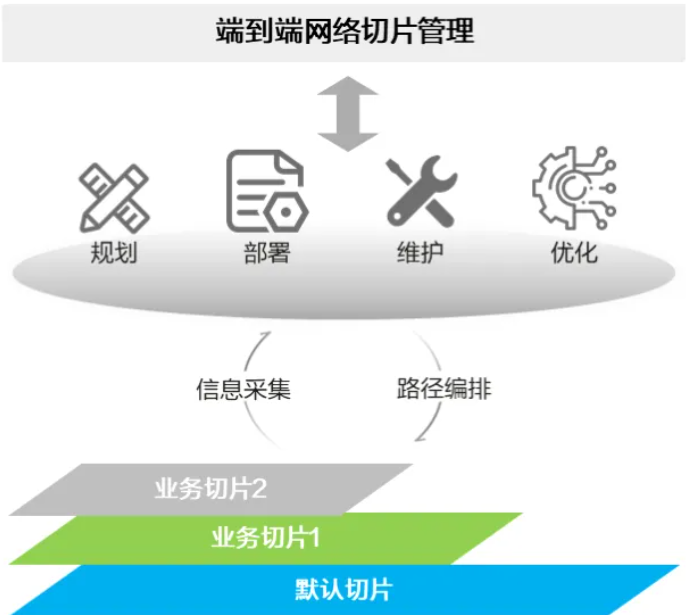 端到端网络切片管理
规划 部署 维护 优化
信息采集 路径编排
业务切片2
业务切片1
默认切片